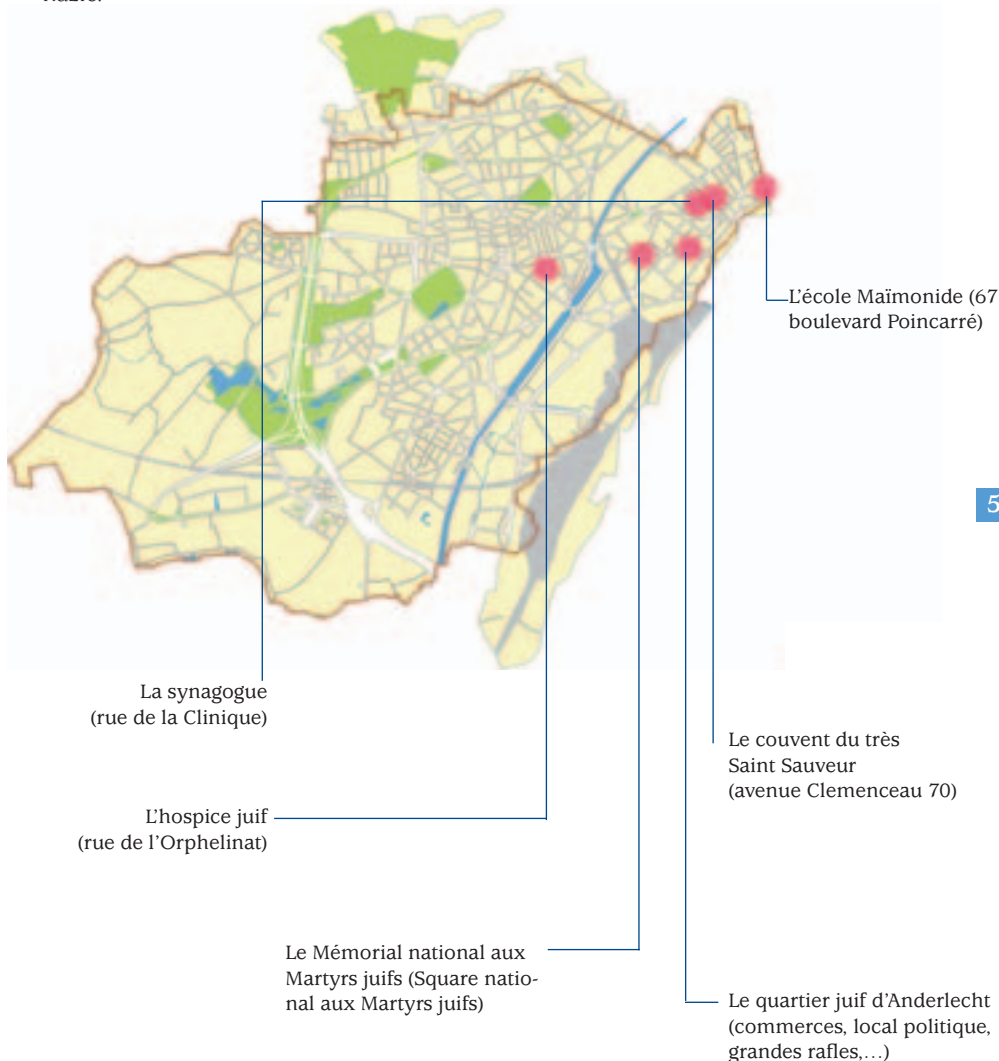 L'école Maïmonide (67
boulevard Poincarré)
5
La synagogue
(rue de la Clinique)
Le couvent du très
Saint Sauveur
(avenue Clemenceau 70)
L'hospice juif
(rue de l'Orphelinat)
Le Mémorial national aux
Martyrs juifs (Square natio-
nal aux Martyrs juifs)
Le quartier juif d'Anderlecht
(commerces, local politique,
grandes rafles,…)